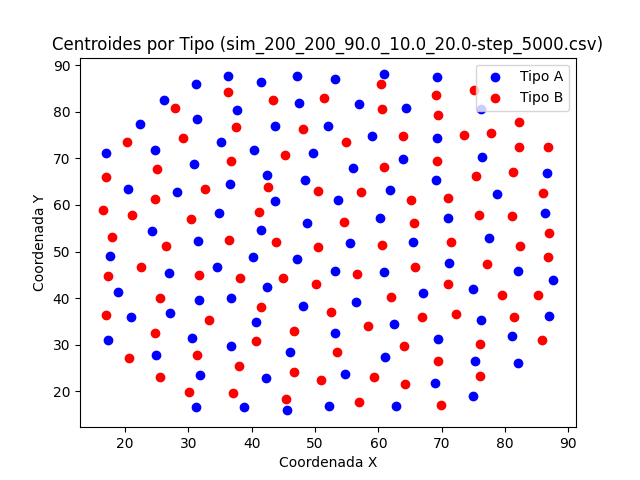 Centroides por Tipo (sim_200_200_90.0_10.0_20.0-step_5000.csv)
Tipo A
Tipo B
90
80
70
60
50
40
30
20
Coordenada Y
20 30 40 50 60 70 80 90
Coordenada X